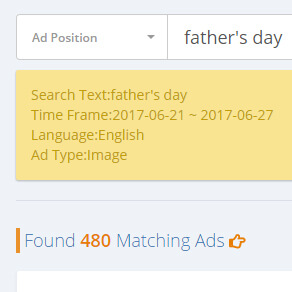 Ad Position father's day
Search Text:father's day
Time Frame:2017-06-21 ~ 2017-06-27
Language:English
Ad Type:Image
Found 480 Matching Ads